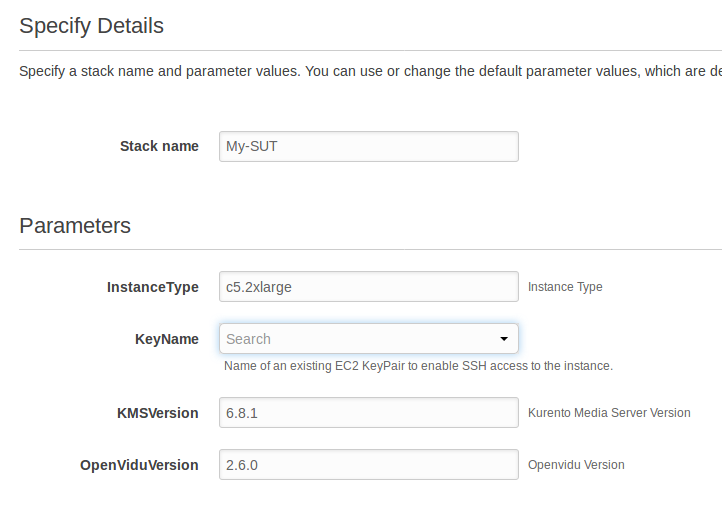 Specify Details
Specify a stack name and parameter values. You can use or change the default parameter values, which are de
Stack name My-SUT
Parameters
InstanceType c5.2xlarge Instance Type
KeyName Search
Name of an existing EC2 KeyPair to enable SSH access to the instance.
KMSVersion 6.8.1 Kurento Media Server Version
OpenViduVersion 2.6.0 Openvidu Version